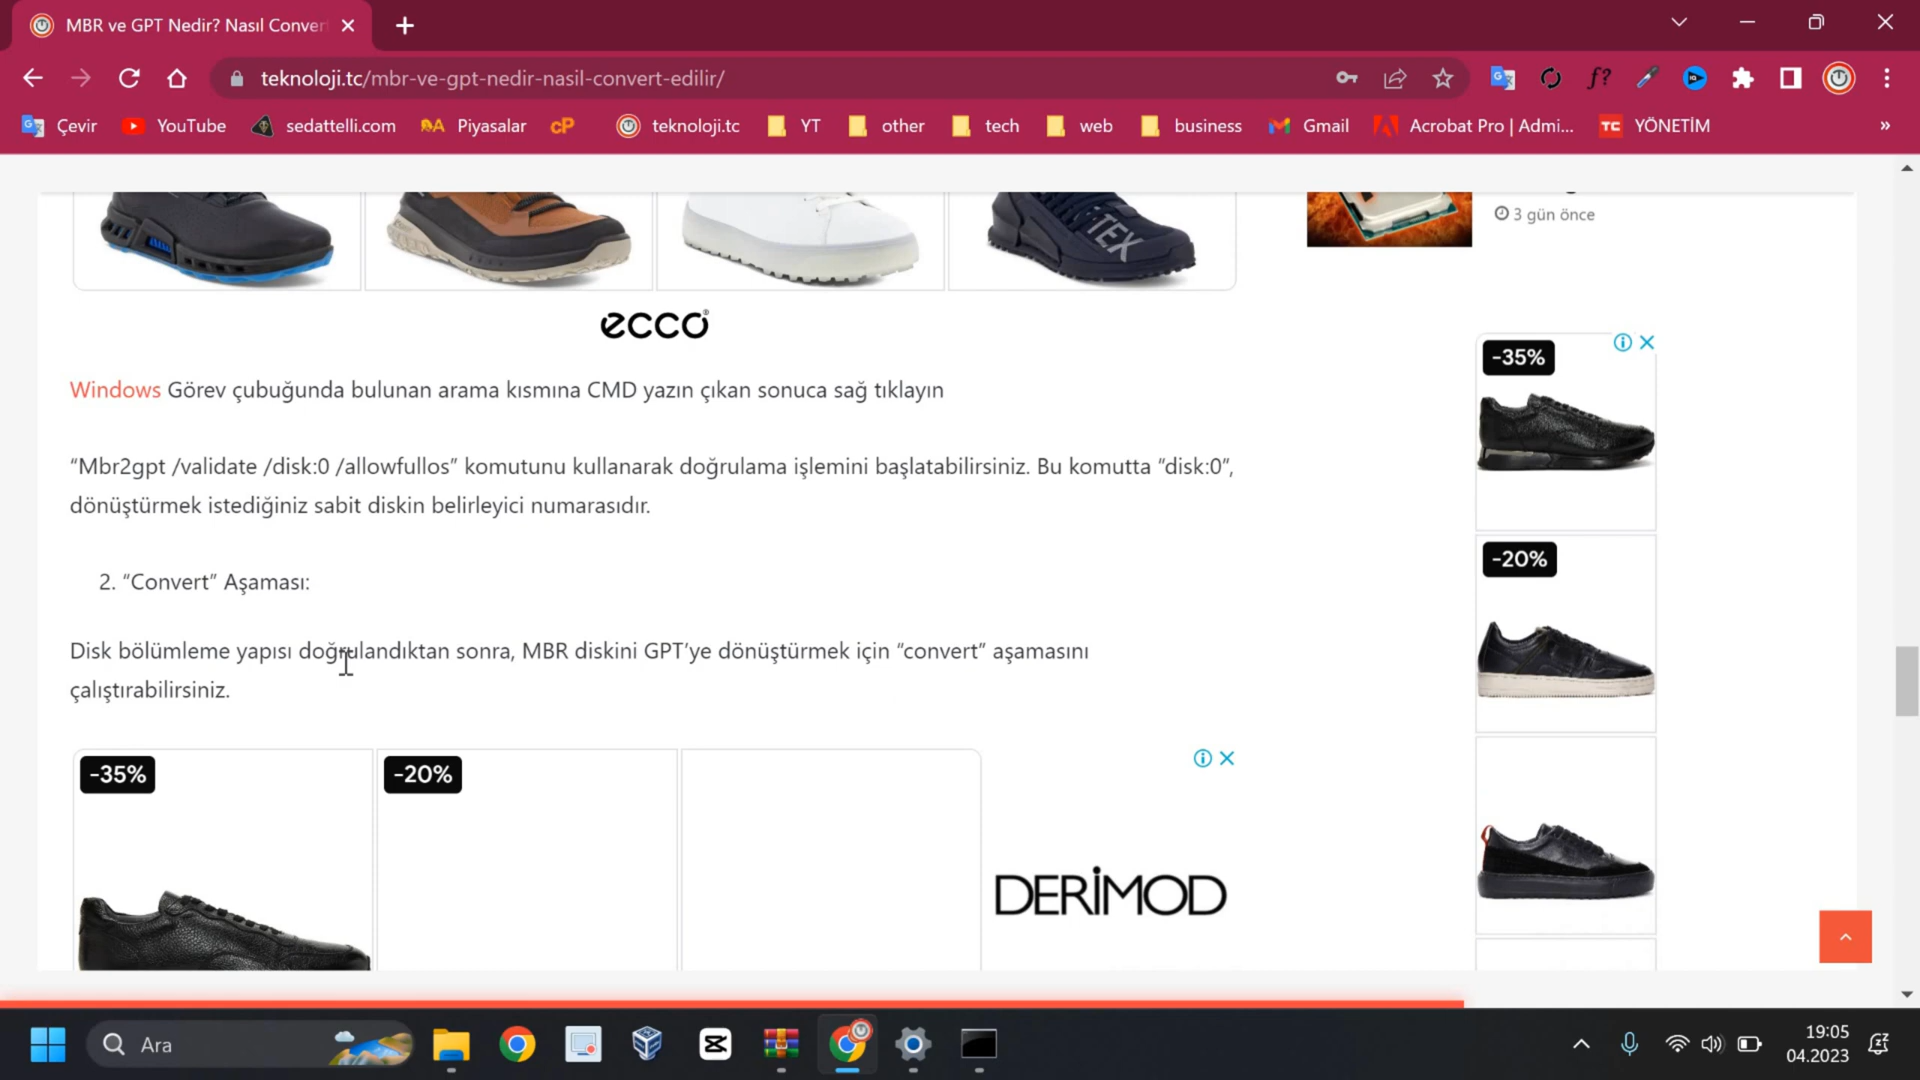 MBR ve GPT Nedir? Nasıl Conver
teknoloji.tc/mbr-ve-gpt-nedir-nasil-convert-edilir/
f?
Çevir
YouTube
sedattelli.com
Piyasalar
cP
teknoloji.tc
YT
other
tech
web
business
Gmail
Acrobat Pro | Admi...
TC
YÖNETİM
»
TEX
3 gün önce
ecco
-35%
Windows Görev çubuğunda bulunan arama kısmına CMD yazın çıkan sonuca sağ tıklayın
“Mbr2gpt /validate /disk:0 /allowfullos” komutunu kullanarak doğrulama işlemini başlatabilirsiniz. Bu komutta “disk:0”,
dönüştürmek istediğiniz sabit diskin belirleyici numarasıdır.
-20%
2. “Convert” Aşaması:
Disk bölümleme yapısı doğrulandıktan sonra, MBR diskini GPT’ye dönüştürmek için “convert” aşamasını
çalıştırabilirsiniz.
-35%
-20%
DERİMOD
Ara
19:05
04.2023